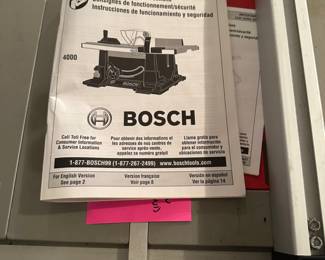 Consignes de fonctionnement/sécurité
Instrucciones de funcionamiento y seguridad
4000
BOSCH
Call Toll Free for
Consumer Information
& Service Locations
Pour obtenir des informations et
les adresses de nos centres de
service après-vente,
appelez ce numéro gratuit
Llame gratis para
obtener información
para el consumidor y
ubicaciones de servicio
1-877-BOSCH99 (1-877-267-2499) www.boschtools.com
For English Version
See page 2
Version française
Voir page 8
Versión en español
Ver la página 14